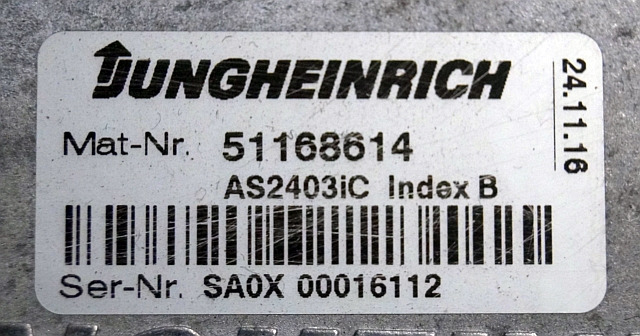 JUNGHEINRICH
Mat-Nr. 51168614
AS2403iC Index B
Ser-Nr. SA0X 00016112
24.11.16